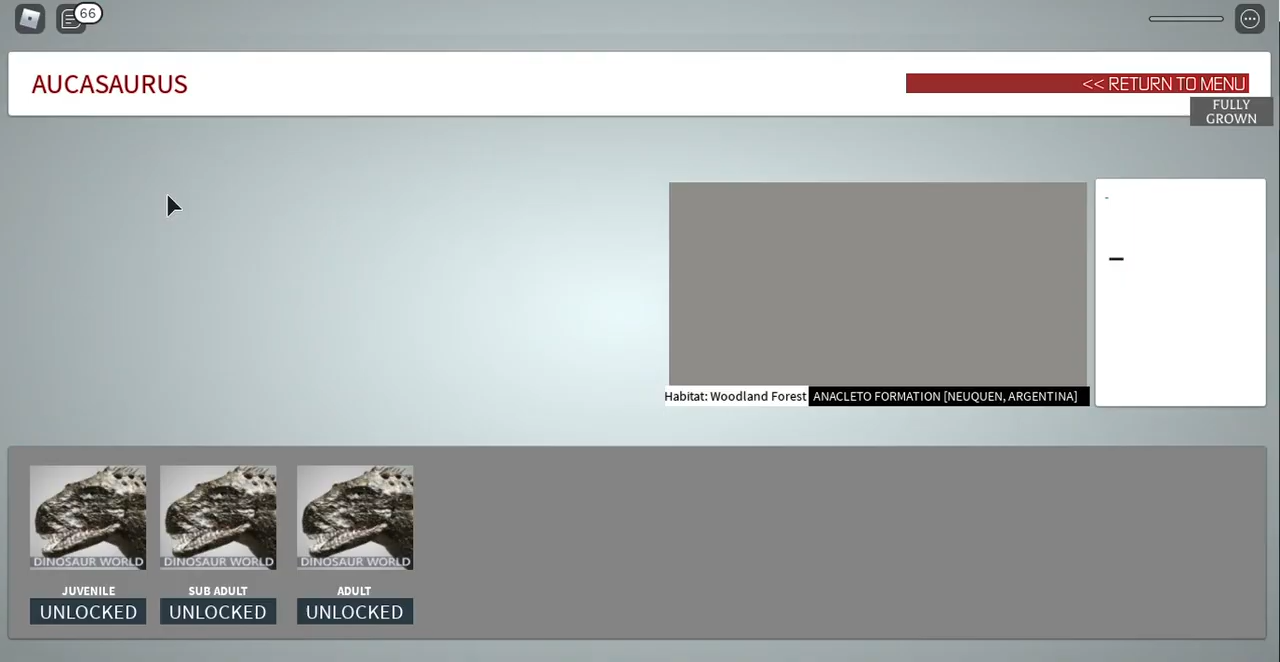 66
AUCASAURUS
<< RETURN TO MENU
FULLY
GROWN
Habitat: Woodland Forest
ANACLETO FORMATION [NEUQUEN, ARGENTINA]
DINOSAUR WORLD
DINOSAUR WORLD
DINOSAUR WORLD
JUVENILE
SUB ADULT
ADULT
UNLOCKED
UNLOCKED
UNLOCKED